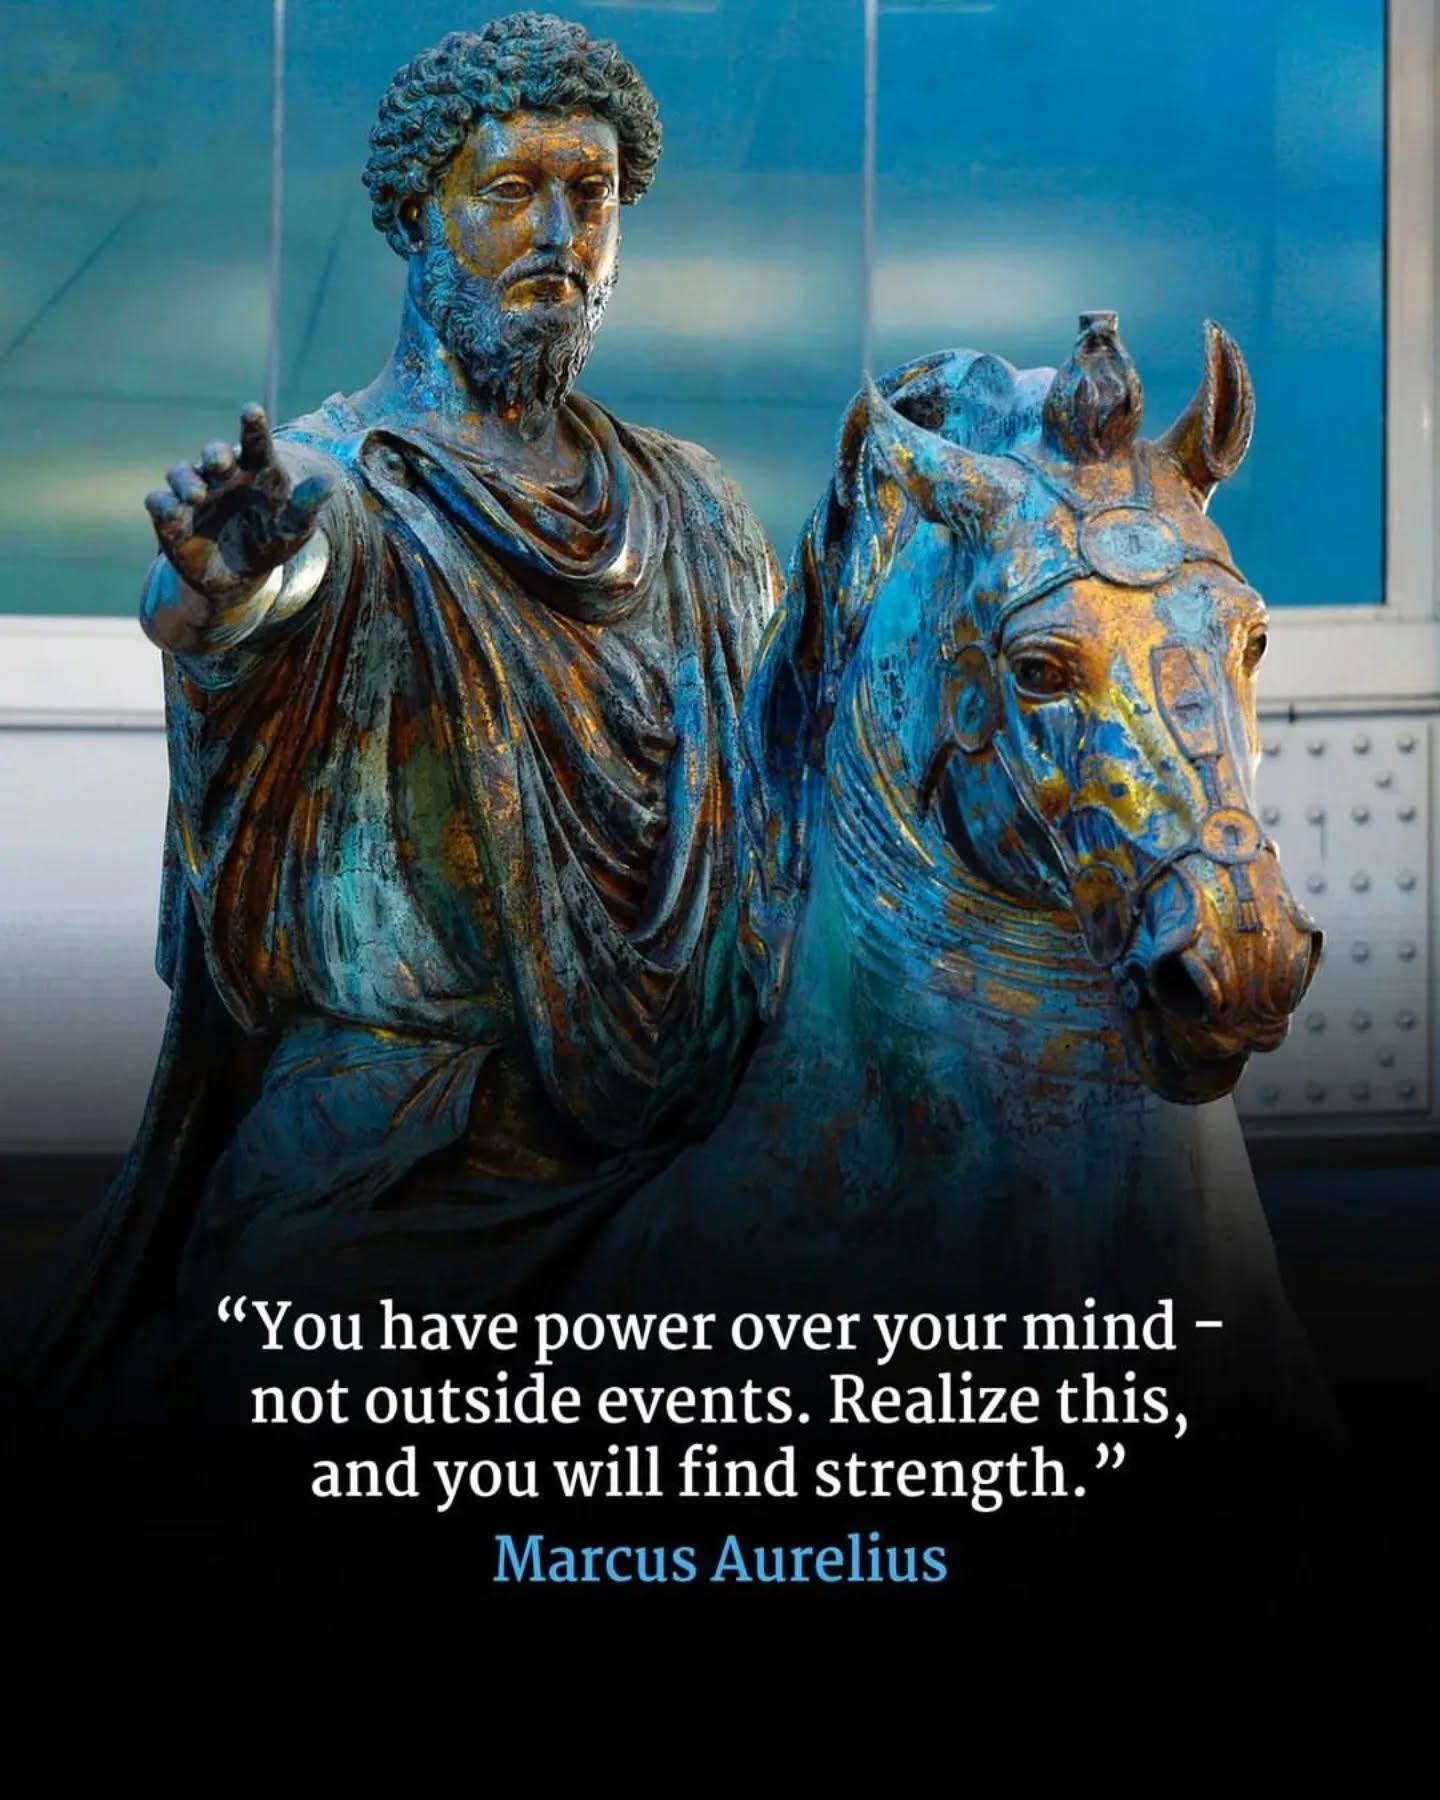 “You have power over your mind -
not outside events. Realize this,
and you will find strength.”
Marcus Aurelius